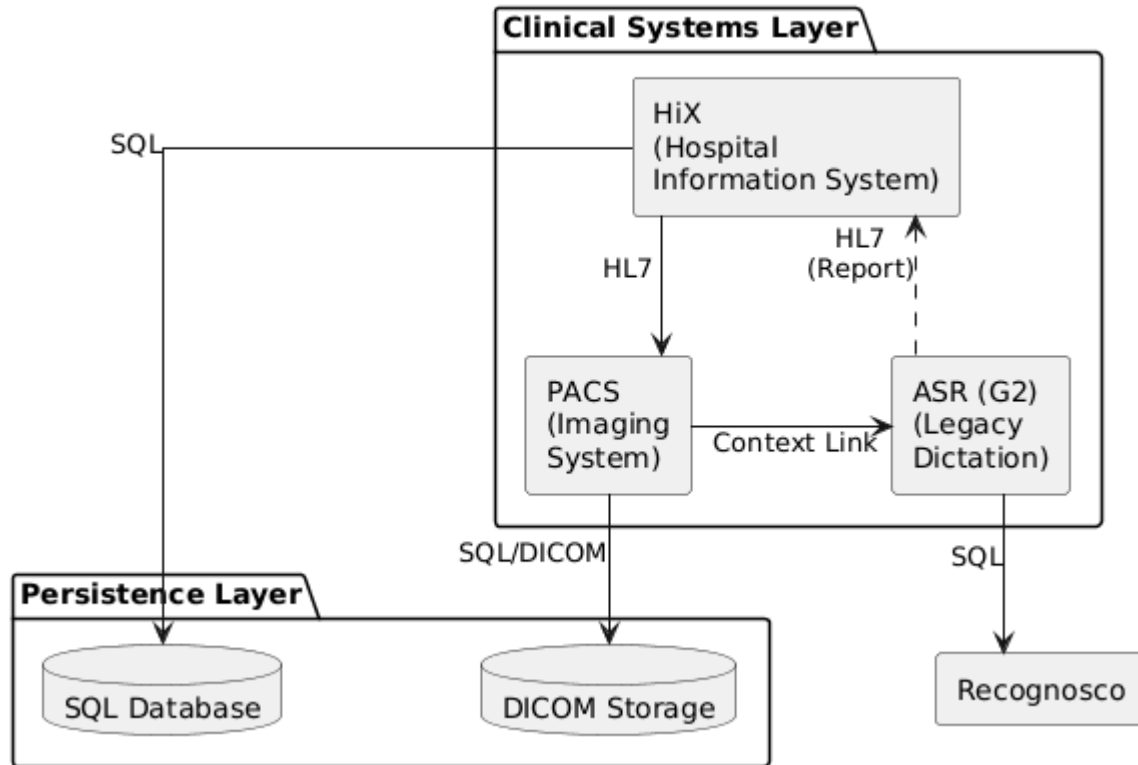 Clinical Systems Layer
HiX
(Hospital
Information System)
SQL
HL7
HL7
(Report)
PACS
(Imaging
System)
Context Link
ASR (G2)
(Legacy
Dictation)
SQL/DICOM
SQL
Persistence Layer
SQL Database
DICOM Storage
Recognosco